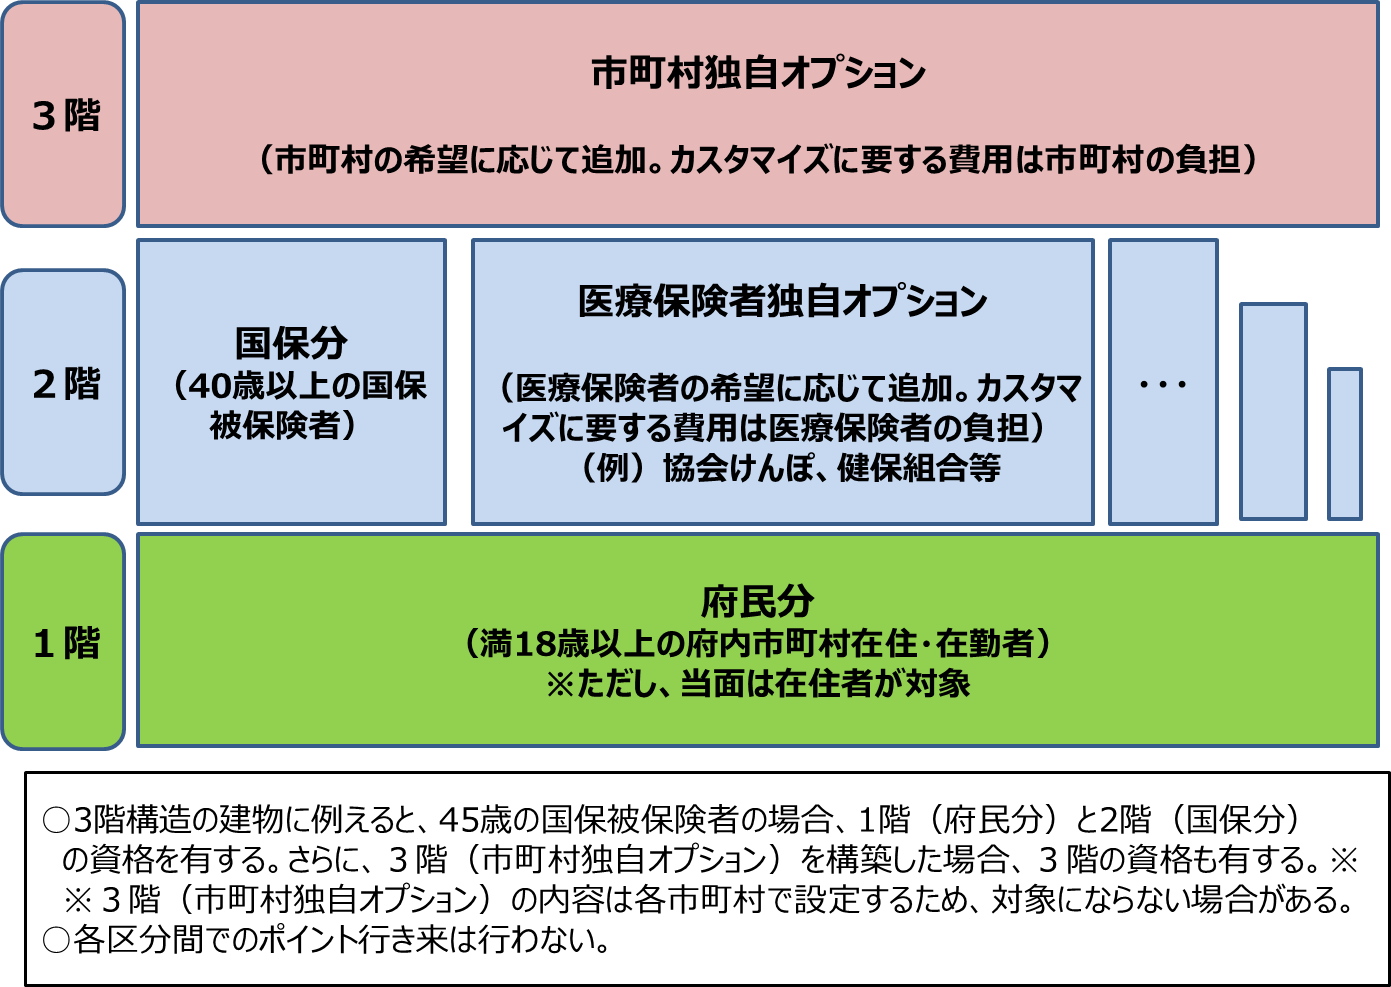 3階
市町村独自オプション
（市町村の希望に応じて追加。カスタマイズに要する費用は市町村の負担）
2階
国保分
（40歳以上の国保
被保険者）
医療保険者独自オプション
（医療保険者の希望に応じて追加。カスタマ
イズに要する費用は医療保険者の負担）
（例）協会けんぽ、健保組合等
・・・
1階
府民分
（満18歳以上の府内市町村在住・在勤者）
※ただし、当面は在住者が対象
○3階構造の建物に例えると、45歳の国保被保険者の場合、1階（府民分）と2階（国保分）
の資格を有する。さらに、３階（市町村独自オプション）を構築した場合、３階の資格も有する。※
※３階（市町村独自オプション）の内容は各市町村で設定するため、対象にならない場合がある。
○各区分間でのポイント行き来は行わない。